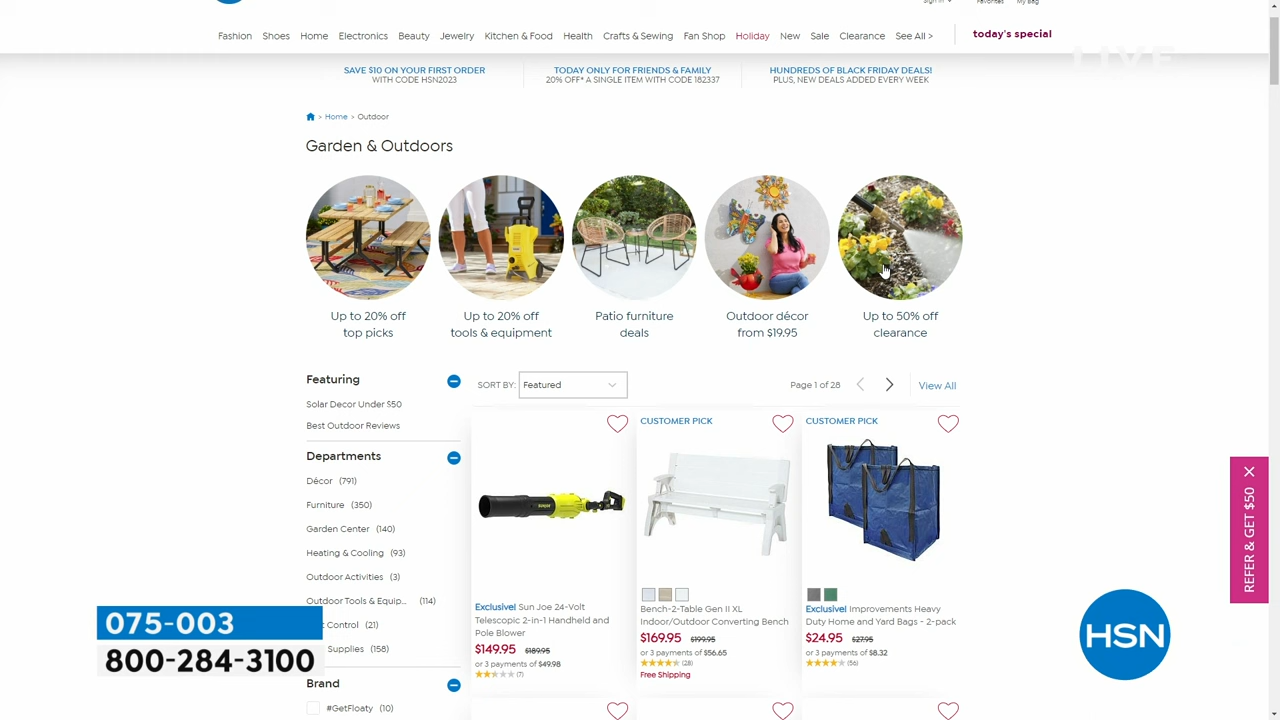 Sign In
Favorites
My Bag
Fashion Shoes Home Electronics Beauty Jewelry Kitchen & Food Health Crafts & Sewing Fan Shop Holiday New Sale Clearance See All > today's special
LIVE
SAVE $10 ON YOUR FIRST ORDER
WITH CODE HSN2023
TODAY ONLY FOR FRIENDS & FAMILY
20% OFF* A SINGLE ITEM WITH CODE 182337
HUNDREDS OF BLACK FRIDAY DEALS!
PLUS, NEW DEALS ADDED EVERY WEEK
> Home > Outdoor
Garden & Outdoors
Up to 20% off
top picks
Up to 20% off
tools & equipment
Patio furniture
deals
Outdoor décor
from $19.95
Up to 50% off
clearance
Featuring
Solar Decor Under $50
Best Outdoor Reviews
Departments
Décor (791)
Furniture (350)
Garden Center (140)
Heating & Cooling (93)
Outdoor Activities (3)
Outdoor Tools & Equip... (114)
t Control (21)
Supplies (158)
Brand
#GetFloaty (10)
SORT BY: Featured
Page 1 of 28
View All
Exclusive! Sun Joe 24-Volt
Telescopic 2-in-1 Handheld and
Pole Blower
$149.95 $189.95
or 3 payments of $49.98
(7)
CUSTOMER PICK
Bench-2-Table Gen II XL
Indoor/Outdoor Converting Bench
$169.95 $199.95
or 3 payments of $56.65
(28)
Free Shipping
CUSTOMER PICK
Exclusive! Improvements Heavy
Duty Home and Yard Bags - 2-pack
$24.95 $27.95
or 3 payments of $8.32
(56)
REFER & GET $50
075-003
800-284-3100
HSN